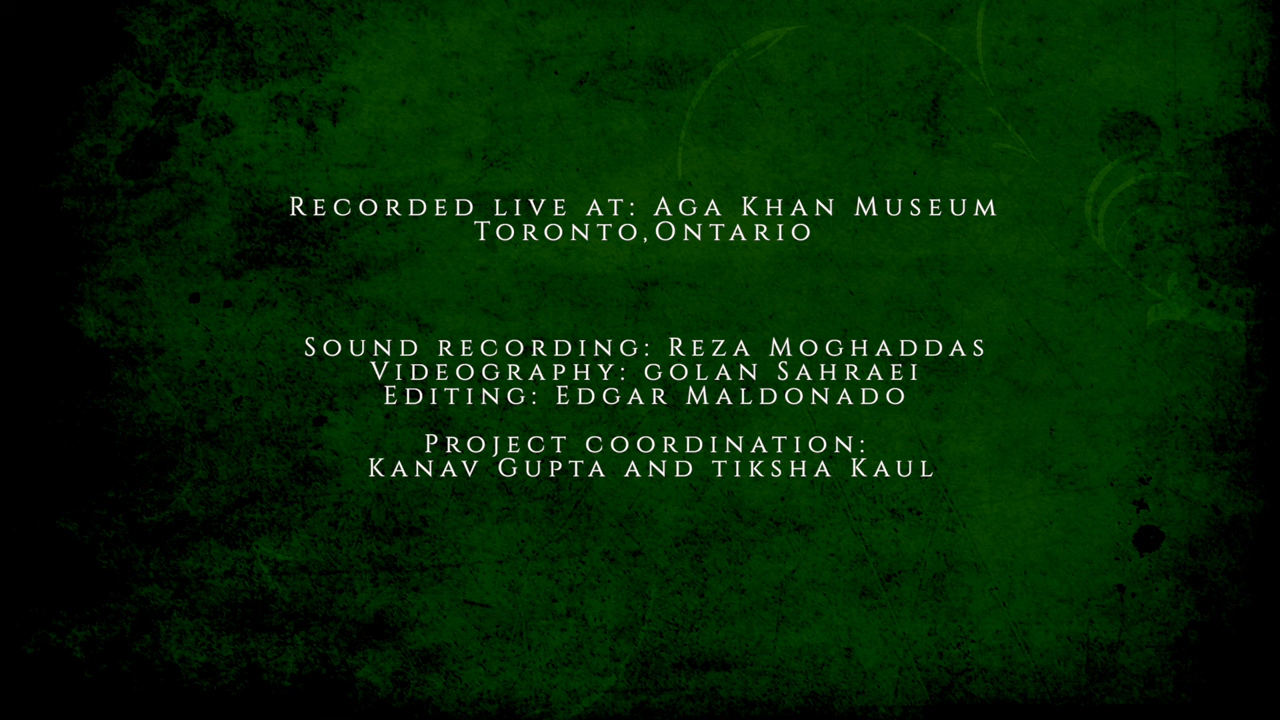 Recorded live at: Aga Khan Museum
Toronto,Ontario
Sound recording: Reza Moghaddas
Videography: golan Sahraei
Editing: Edgar Maldonado
Project coordination:
Kanav Gupta and tiksha Kaul